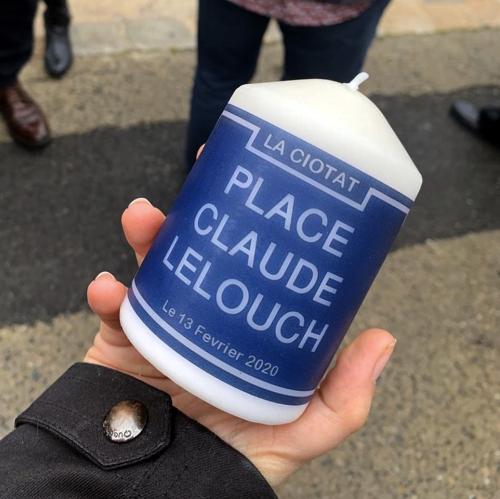 LA CIOTAT
PLACE
CLAUDE
LELOUCH
Le 13 Fevrier 2020